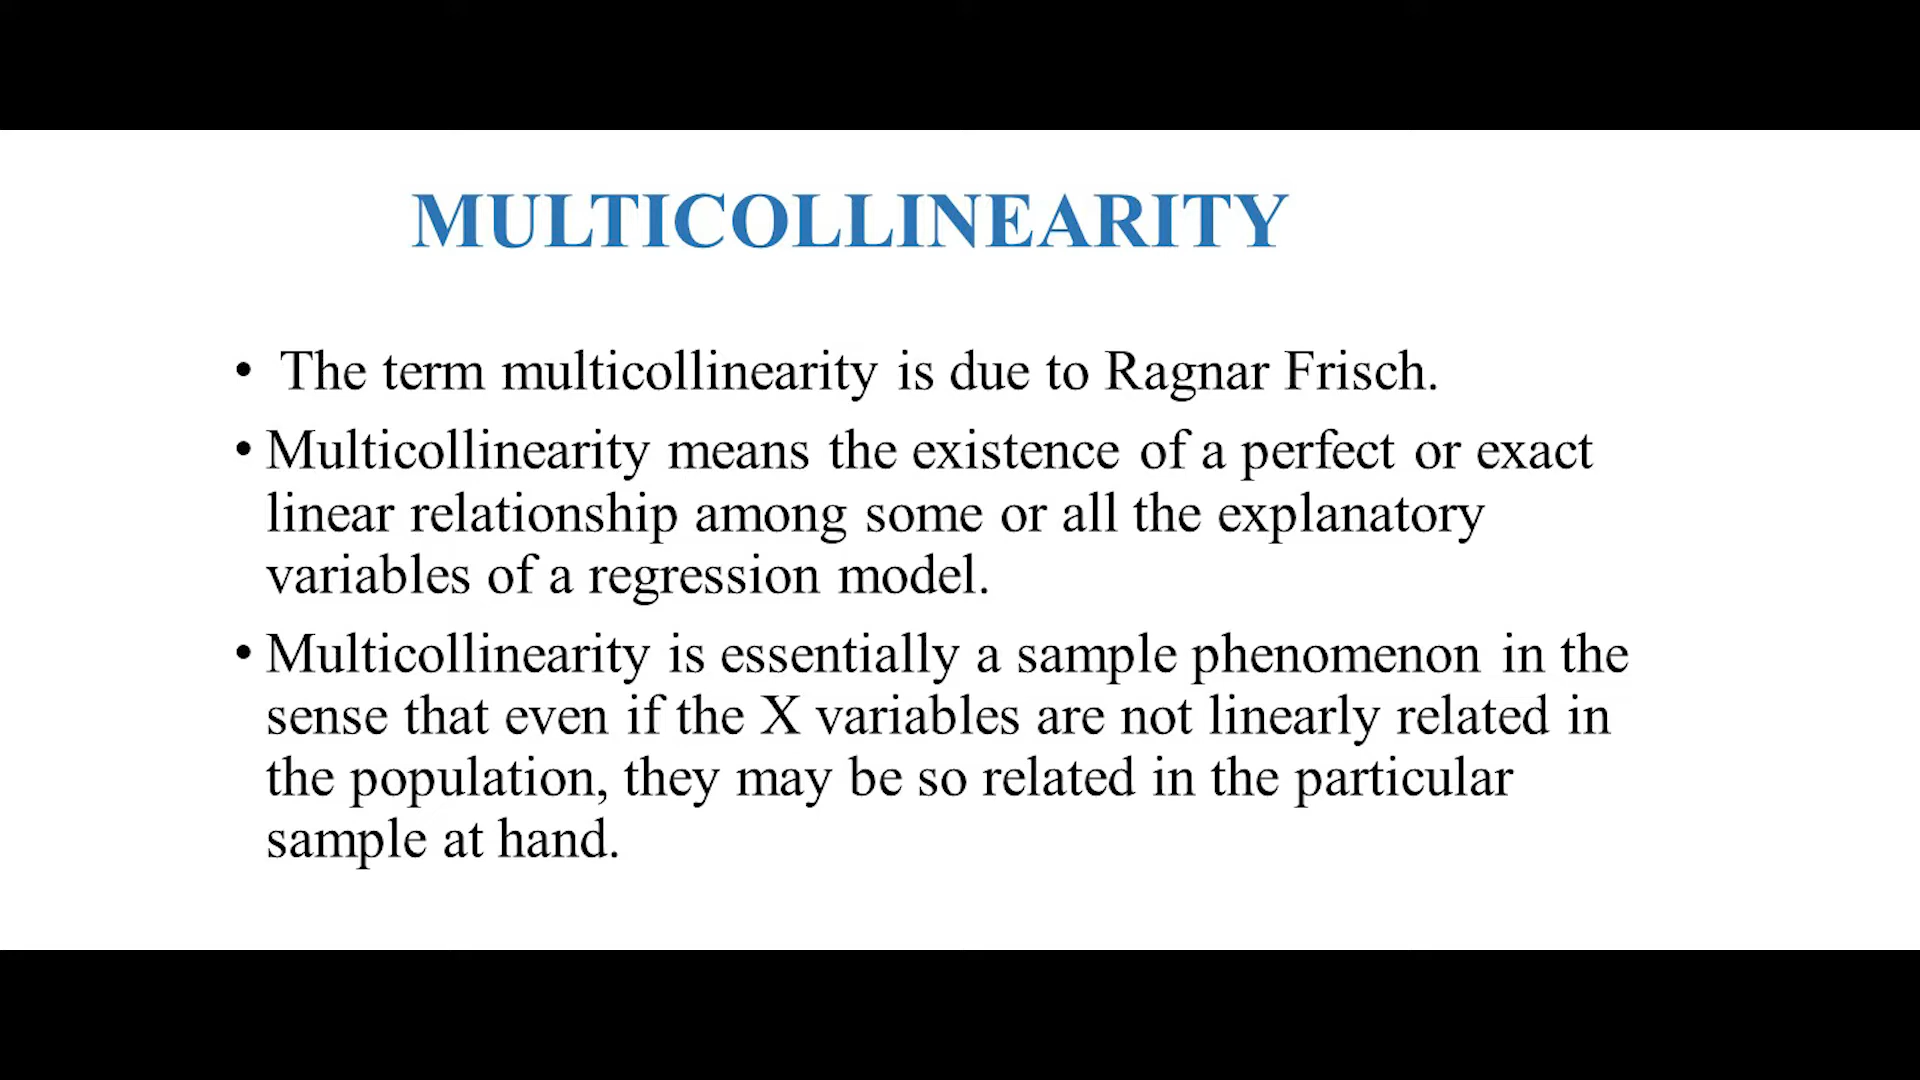 MULTICOLLINEARITY
• The term multicollinearity is due to Ragnar Frisch.
• Multicollinearity means the existence of a perfect or exact
linear relationship among some or all the explanatory
variables of a regression model.
• Multicollinearity is essentially a sample phenomenon in the
sense that even if the X variables are not linearly related in
the population, they may be so related in the particular
sample at hand.